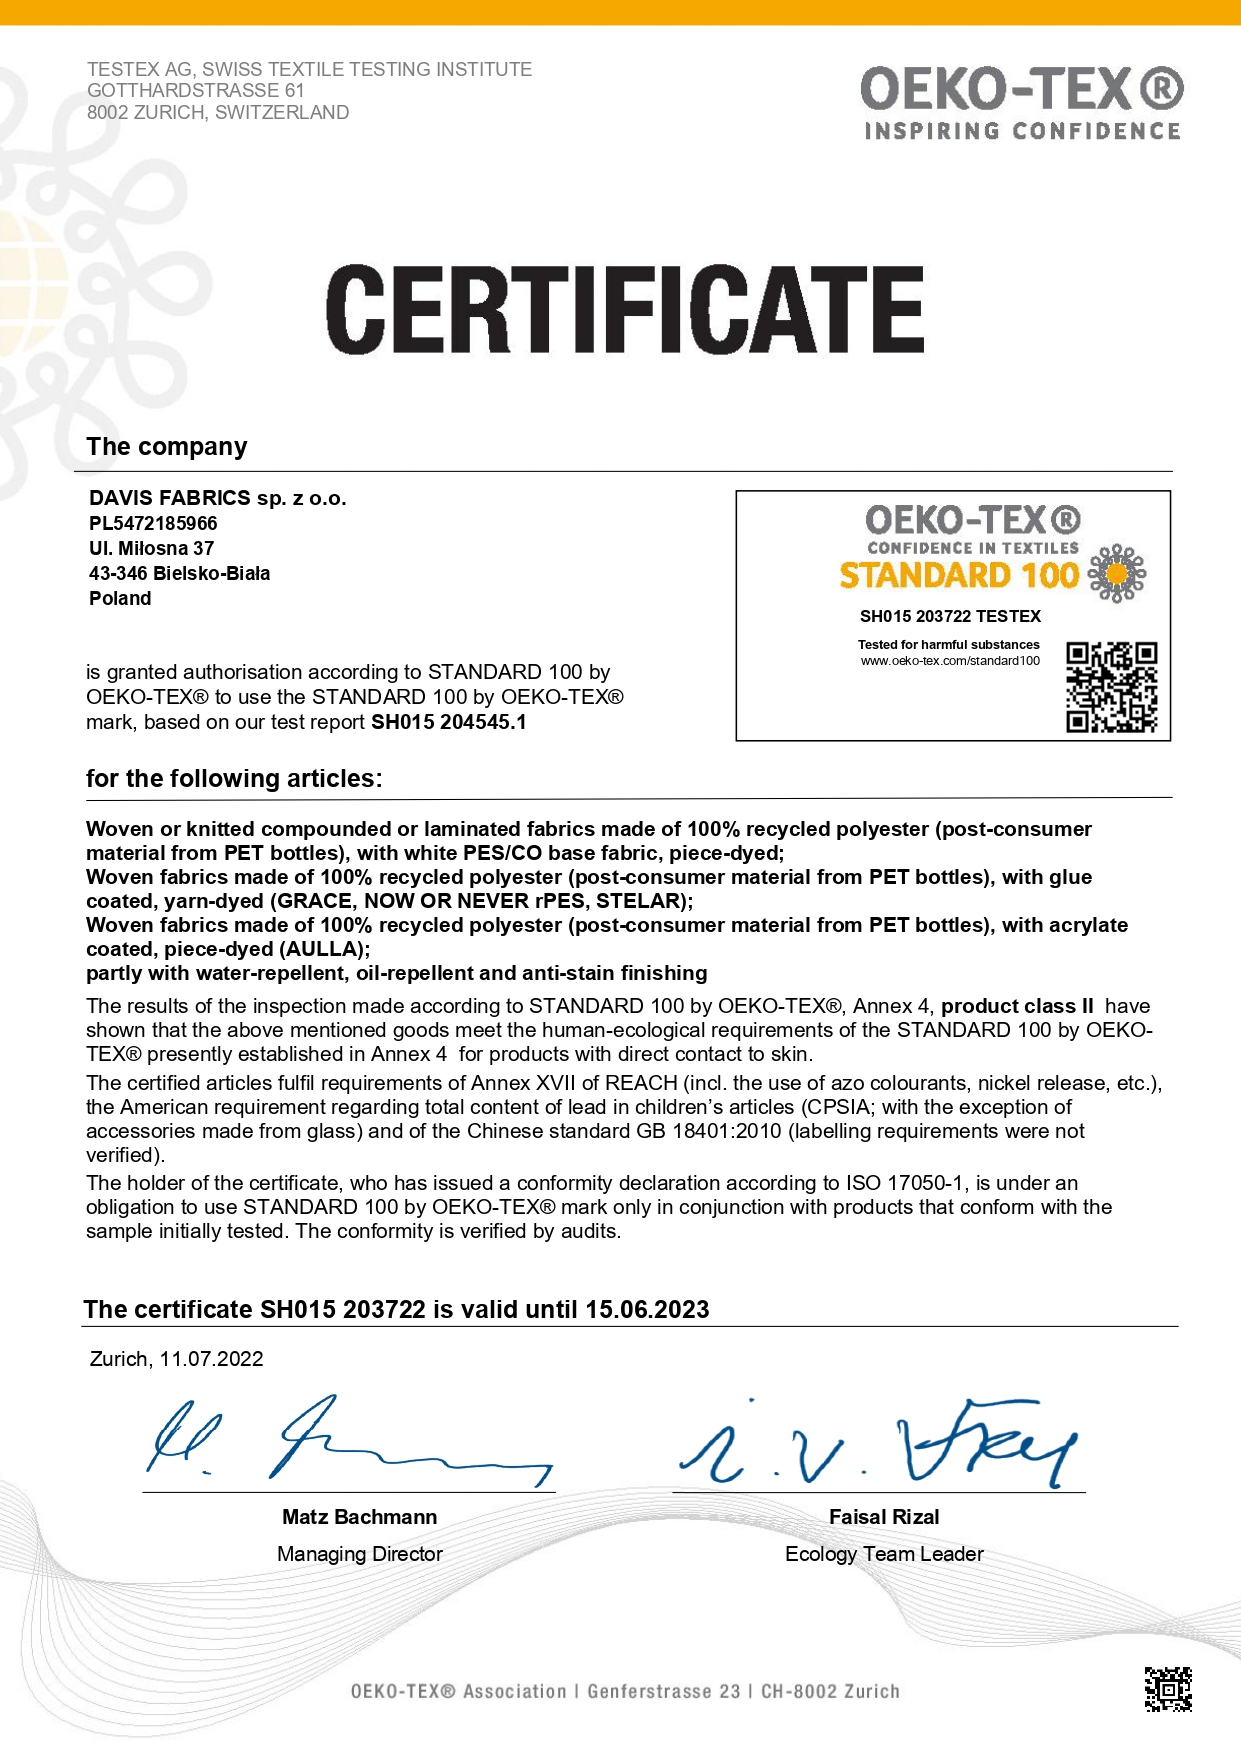 TESTEX AG, SWISS TEXTILE TESTING INSTITUTE
GOTTHARDSTRASSE 61
8002 ZURICH, SWITZERLAND
OEKO-TEX®
INSPIRING CONFIDENCE
CERTIFICATE
The company
DAVIS FABRICS sp. z o.o.
PL5472185966
Ul. Miłosna 37
43-346 Bielsko-Biała
Poland
OEKO-TEX®
CONFIDENCE IN TEXTILES
STANDARD 100
SH015 203722 TESTEX
Tested for harmful substances
www.oeko-tex.com/standard100
is granted authorisation according to STANDARD 100 by
OEKO-TEX® to use the STANDARD 100 by OEKO-TEX®
mark, based on our test report SH015 204545.1
for the following articles:
Woven or knitted compounded or laminated fabrics made of 100% recycled polyester (post-consumer
material from PET bottles), with white PES/CO base fabric, piece-dyed;
Woven fabrics made of 100% recycled polyester (post-consumer material from PET bottles), with glue
coated, yarn-dyed (GRACE, NOW OR NEVER rPES, STELAR);
Woven fabrics made of 100% recycled polyester (post-consumer material from PET bottles), with acrylate
coated, piece-dyed (AULLA);
partly with water-repellent, oil-repellent and anti-stain finishing
The results of the inspection made according to STANDARD 100 by OEKO-TEX®, Annex 4, product class II have
shown that the above mentioned goods meet the human-ecological requirements of the STANDARD 100 by OEKO-
TEX® presently established in Annex 4 for products with direct contact to skin.
The certified articles fulfil requirements of Annex XVII of REACH (incl. the use of azo colourants, nickel release, etc.),
the American requirement regarding total content of lead in children's articles (CPSIA; with the exception of
accessories made from glass) and of the Chinese standard GB 18401:2010 (labelling requirements were not
verified).
The holder of the certificate, who has issued a conformity declaration according to ISO 17050-1, is under an
obligation to use STANDARD 100 by OEKO-TEX® mark only in conjunction with products that conform with the
sample initially tested. The conformity is verified by audits.
The certificate SH015 203722 is valid until 15.06.2023
Zurich, 11.07.2022
Matz Bachmann
Managing Director
Faisal Rizal
Ecology Team Leader
OEKO-TEX® Association | Genferstrasse 23 | CH-8002 Zurich